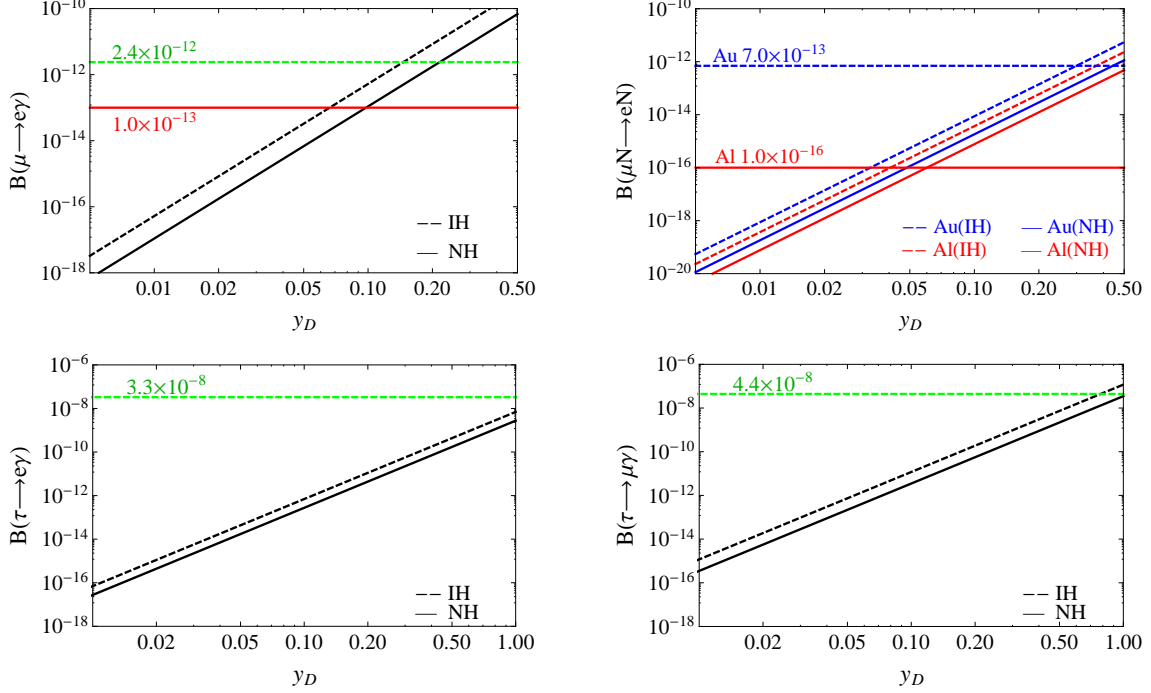 B(μ→eγ)
10⁻¹⁰
10⁻¹²
10⁻¹⁴
10⁻¹⁶
10⁻¹⁸
2.4×10⁻¹²
1.0×10⁻¹³
IH
NH
0.01 0.02 0.05 0.10 0.20 0.50
y_D
B(μN→eN)
10⁻¹⁰
10⁻¹²
10⁻¹⁴
10⁻¹⁶
10⁻¹⁸
10⁻²⁰
Au 7.0×10⁻¹³
Al 1.0×10⁻¹⁶
Au(IH) Au(NH)
Al(IH) Al(NH)
0.01 0.02 0.05 0.10 0.20 0.50
y_D
B(τ→eγ)
10⁻⁶
10⁻⁸
10⁻¹⁰
10⁻¹²
10⁻¹⁴
10⁻¹⁶
10⁻¹⁸
3.3×10⁻⁸
IH
NH
0.02 0.05 0.10 0.20 0.50 1.00
y_D
B(τ→μγ)
10⁻⁶
10⁻⁸
10⁻¹⁰
10⁻¹²
10⁻¹⁴
10⁻¹⁶
10⁻¹⁸
4.4×10⁻⁸
IH
NH
0.02 0.05 0.10 0.20 0.50 1.00
y_D